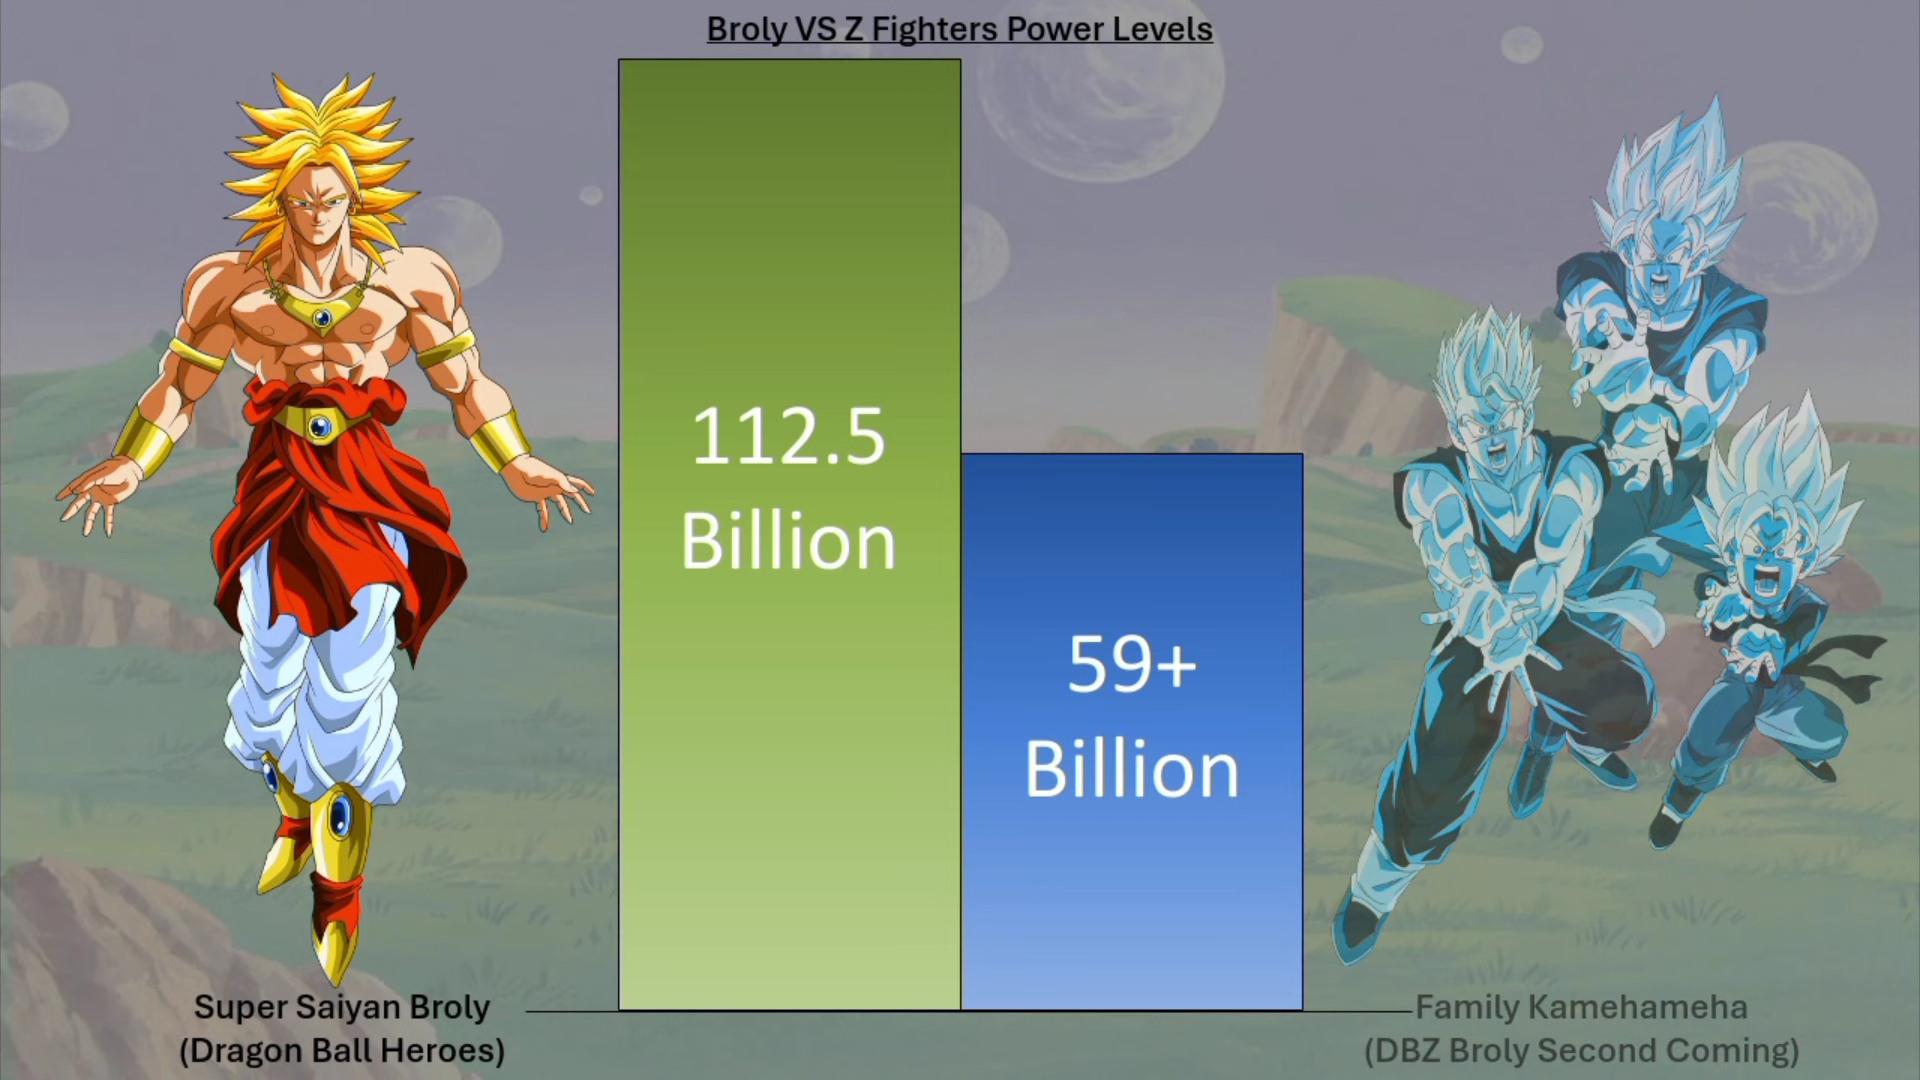 Broly VS Z Fighters Power Levels
112.5
Billion
59+
Billion
Super Saiyan Broly
(Dragon Ball Heroes)
Family Kamehameha
(DBZ Broly Second Coming)